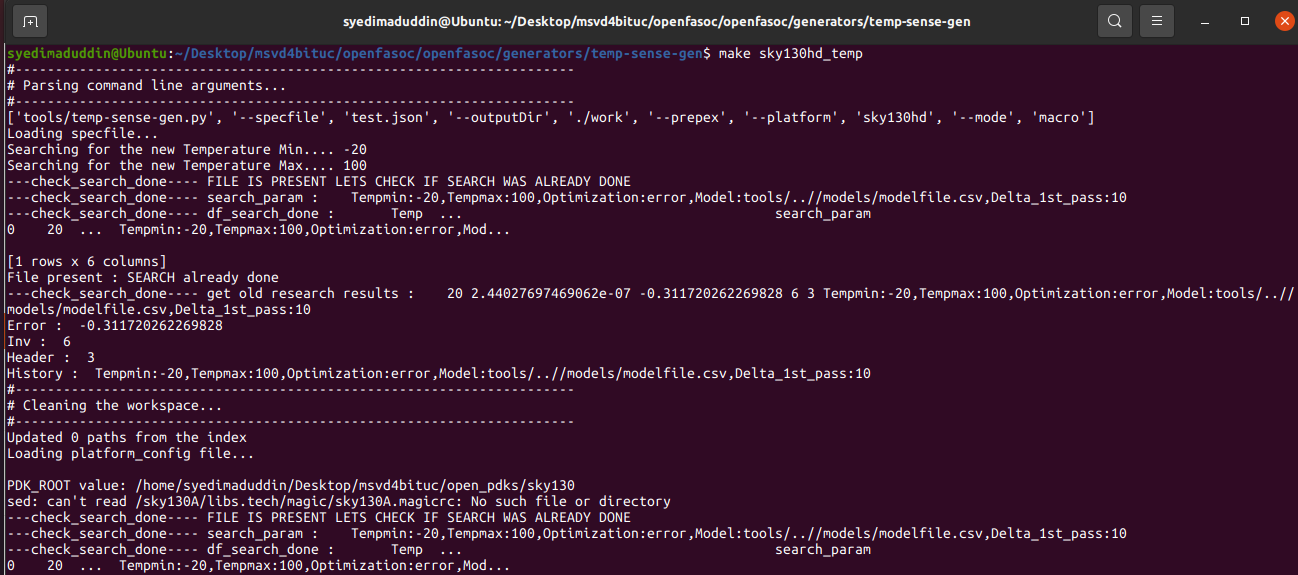 syedimaduddin@Ubuntu: ~/Desktop/msvd4bituc/openfasoc/openfasoc/generators/temp-sense-gen
syedimaduddin@Ubuntu:~/Desktop/msvd4bituc/openfasoc/openfasoc/generators/temp-sense-gen$ make sky130hd_temp
#----------------------------------------------------------------------
# Parsing command line arguments...
#----------------------------------------------------------------------
['tools/temp-sense-gen.py', '--specfile', 'test.json', '--outputDir', './work', '--prepex', '--platform', 'sky130hd', '--mode', 'macro']
Loading specfile...
Searching for the new Temperature Min.... -20
Searching for the new Temperature Max.... 100
---check_search_done---- FILE IS PRESENT LETS CHECK IF SEARCH WAS ALREADY DONE
---check_search_done---- search_param :    Tempmin:-20,Tempmax:100,Optimization:error,Model:tools/..//models/modelfile.csv,Delta_1st_pass:10
---check_search_done---- df_search_done :       Temp  ...                                       search_param
0    20  ...  Tempmin:-20,Tempmax:100,Optimization:error,Mod...
[1 rows x 6 columns]
File present : SEARCH already done
---check_search_done---- get old research results :    20 2.44027697469062e-07 -0.311720262269828 6 3 Tempmin:-20,Tempmax:100,Optimization:error,Model:tools/..//
models/modelfile.csv,Delta_1st_pass:10
Error :  -0.311720262269828
Inv :  6
Header :  3
History :  Tempmin:-20,Tempmax:100,Optimization:error,Model:tools/..//models/modelfile.csv,Delta_1st_pass:10
#----------------------------------------------------------------------
# Cleaning the workspace...
#----------------------------------------------------------------------
Updated 0 paths from the index
Loading platform_config file...
PDK_ROOT value: /home/syedimaduddin/Desktop/msvd4bituc/open_pdks/sky130
sed: can't read /sky130A/libs.tech/magic/sky130A.magicrc: No such file or directory
---check_search_done---- FILE IS PRESENT LETS CHECK IF SEARCH WAS ALREADY DONE
---check_search_done---- search_param :    Tempmin:-20,Tempmax:100,Optimization:error,Model:tools/..//models/modelfile.csv,Delta_1st_pass:10
---check_search_done---- df_search_done :       Temp  ...                                       search_param
0    20  ...  Tempmin:-20,Tempmax:100,Optimization:error,Mod...